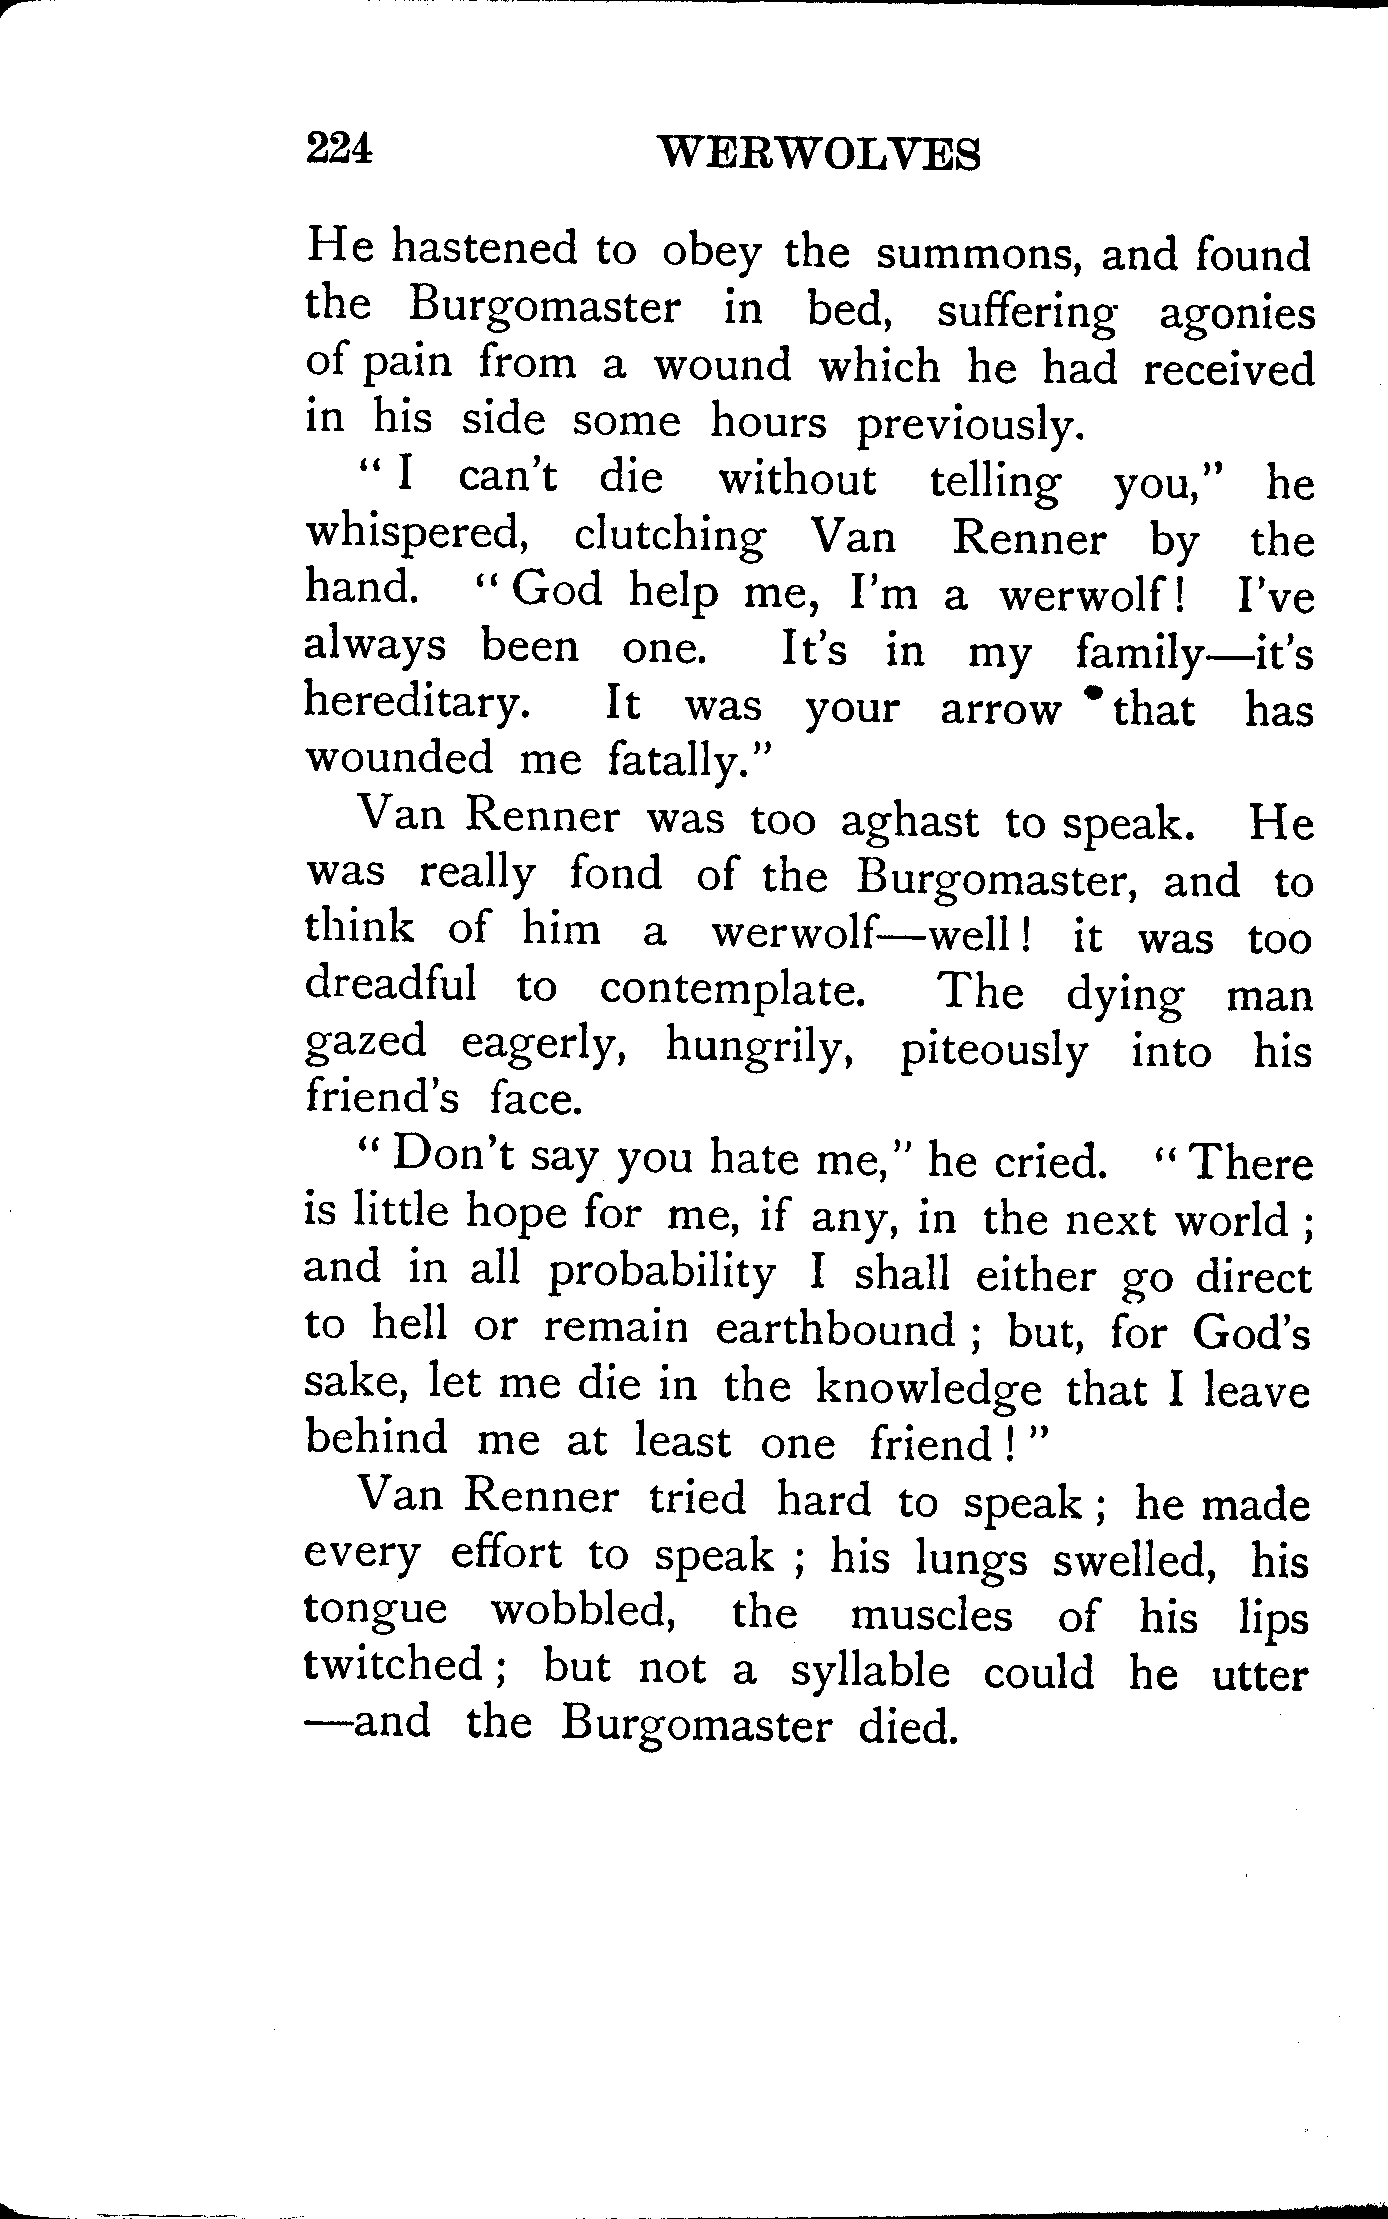 224 WERWOLVES
He hastened to obey the summons, and found
the Burgomaster in bed, suffering agonies
of pain from a wound which he had received
in his side some hours previously.
“ I can't die without telling you,” he
whispered, clutching Van Renner by the
hand. “ God help me, I'm a werwolf! I've
always been one. It's in my family—it's
hereditary. It was your arrow that has
wounded me fatally.”
Van Renner was too aghast to speak. He
was really fond of the Burgomaster, and to
think of him a werwolf—well! it was too
dreadful to contemplate. The dying man
gazed eagerly, hungrily, piteously into his
friend's face.
“ Don't say you hate me,” he cried. “ There
is little hope for me, if any, in the next world ;
and in all probability I shall either go direct
to hell or remain earthbound ; but, for God's
sake, let me die in the knowledge that I leave
behind me at least one friend ! ”
Van Renner tried hard to speak ; he made
every effort to speak ; his lungs swelled, his
tongue wobbled, the muscles of his lips
twitched ; but not a syllable could he utter
—and the Burgomaster died.